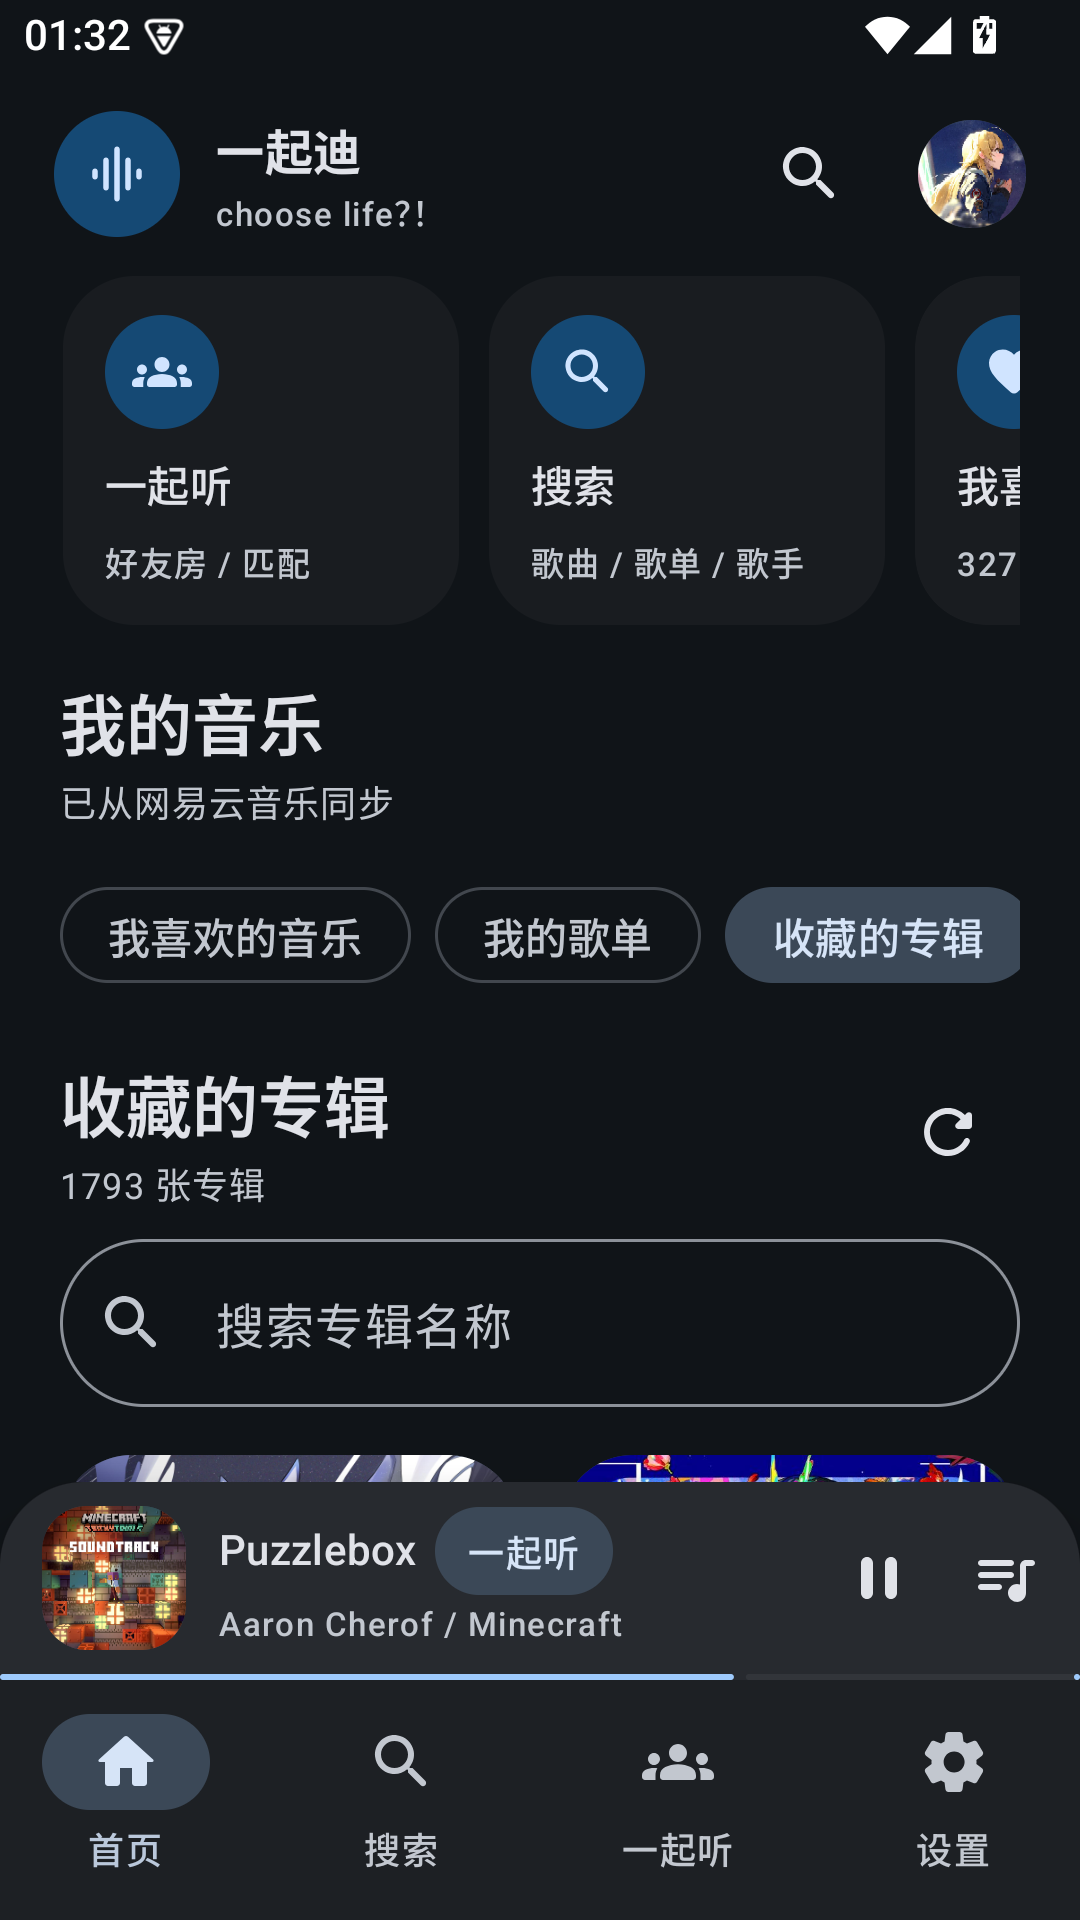 01:32
一起迪
choose life?!
一起听
好友房 / 匹配
搜索
歌曲 / 歌单 / 歌手
我喜
327
我的音乐
已从网易云音乐同步
我喜欢的音乐
我的歌单
收藏的专辑
收藏的专辑
1793 张专辑
搜索专辑名称
MINECRAFT
SOUNDTRACK
Puzzlebox
一起听
Aaron Cherof / Minecraft
首页
搜索
一起听
设置